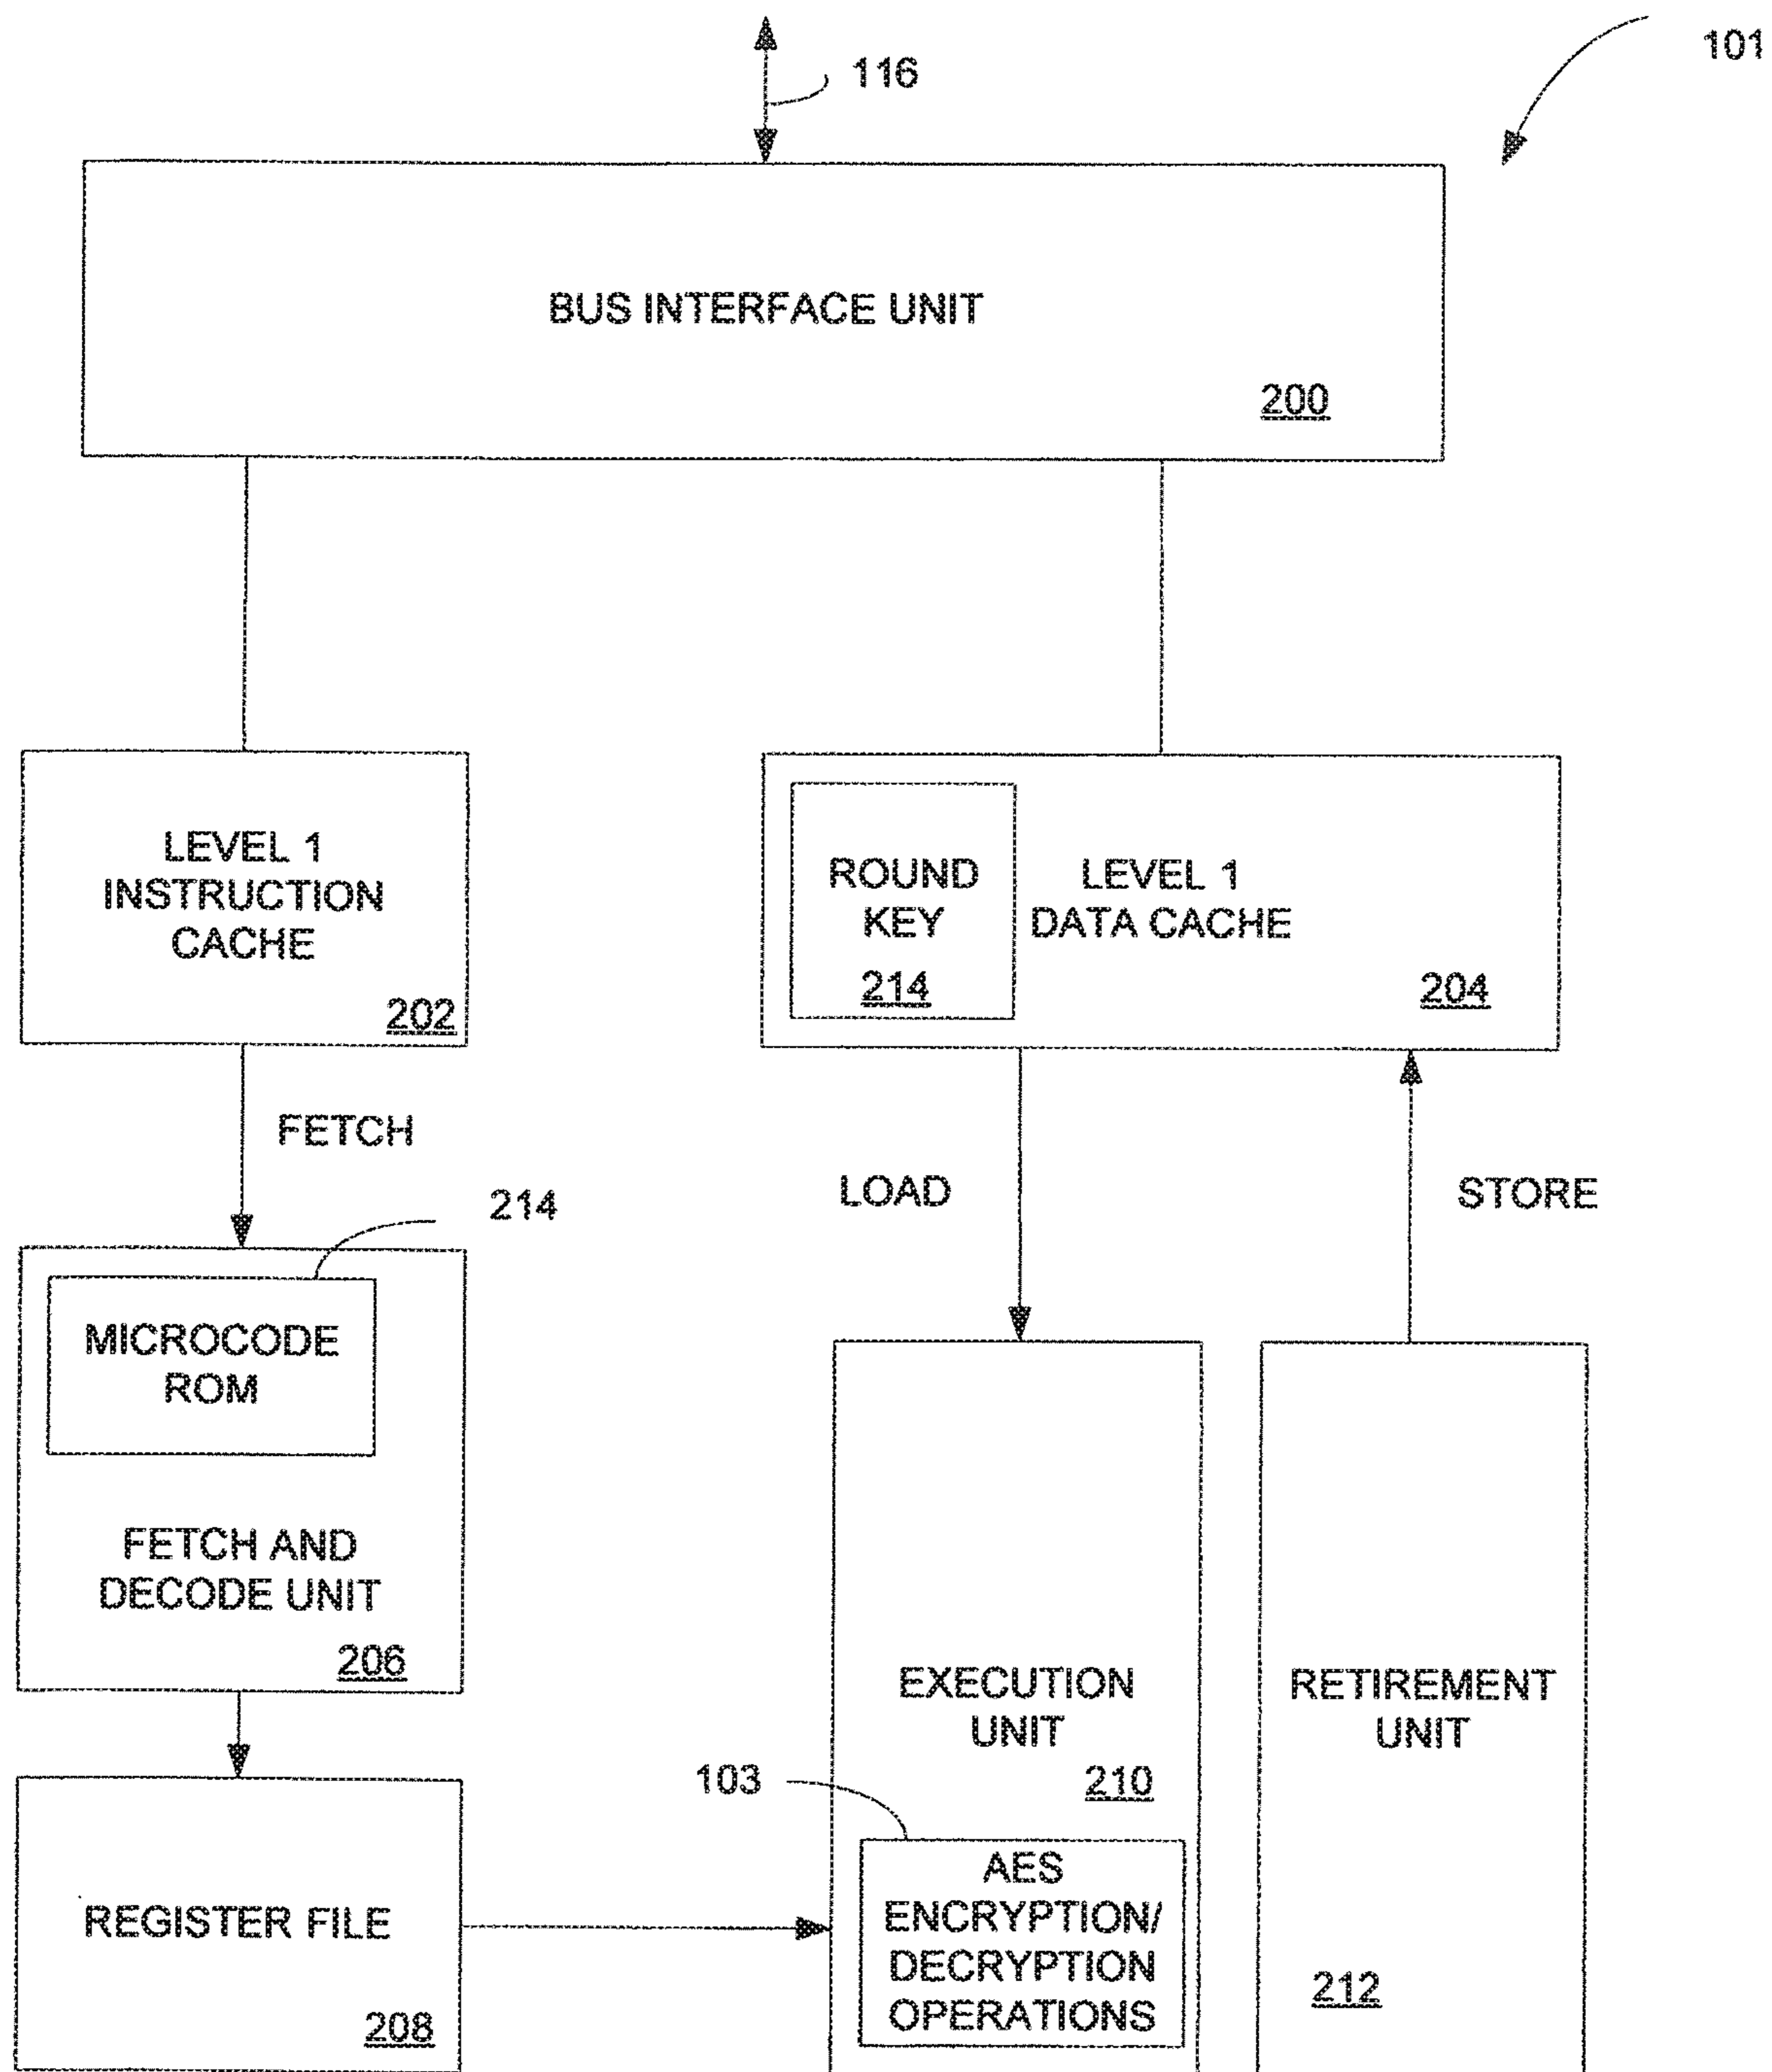 101
116
BUS INTERFACE UNIT
200
LEVEL 1
INSTRUCTION
CACHE
202
ROUND
KEY
214
LEVEL 1
DATA CACHE
204
FETCH
214
LOAD
STORE
MICROCODE
ROM
FETCH AND
DECODE UNIT
206
EXECUTION
UNIT
210
RETIREMENT
UNIT
212
103
AES
ENCRYPTION/
DECRYPTION
OPERATIONS
REGISTER FILE
208